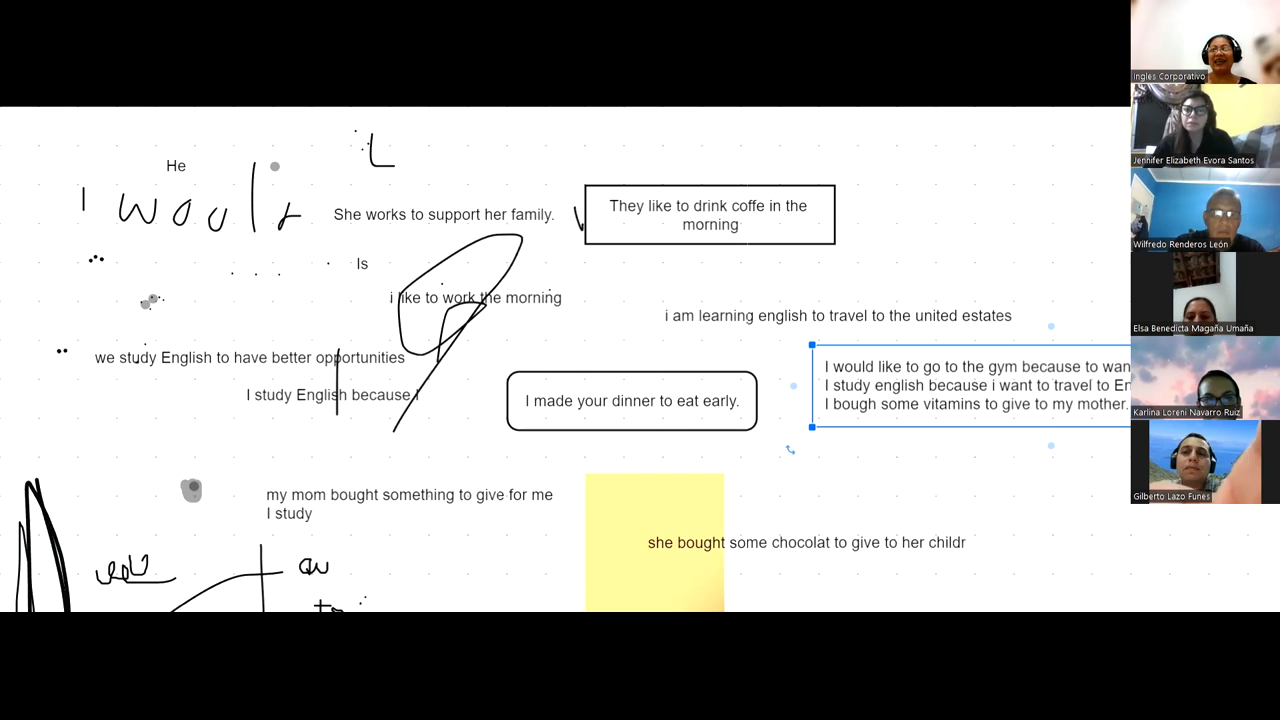 He
I would
She works to support her family.
They like to drink coffe in the
morning
Is
i like to work the morning
i am learning english to travel to the united estates
we study English to have better opportunities
I study English because I
I made your dinner to eat early.
I would like to go to the gym because to wan
I study english because i want to travel to En
I bough some vitamins to give to my mother.
my mom bought something to give for me
I study
she bought some chocolat to give to her childr
to
Ingles Corporativo
Jennifer Elizabeth Evora Santos
Wilfredo Renderos León
Elsa Benedicta Magaña Umaña
Karlina Loreni Navarro Ruiz
Gilberto Lazo Funes